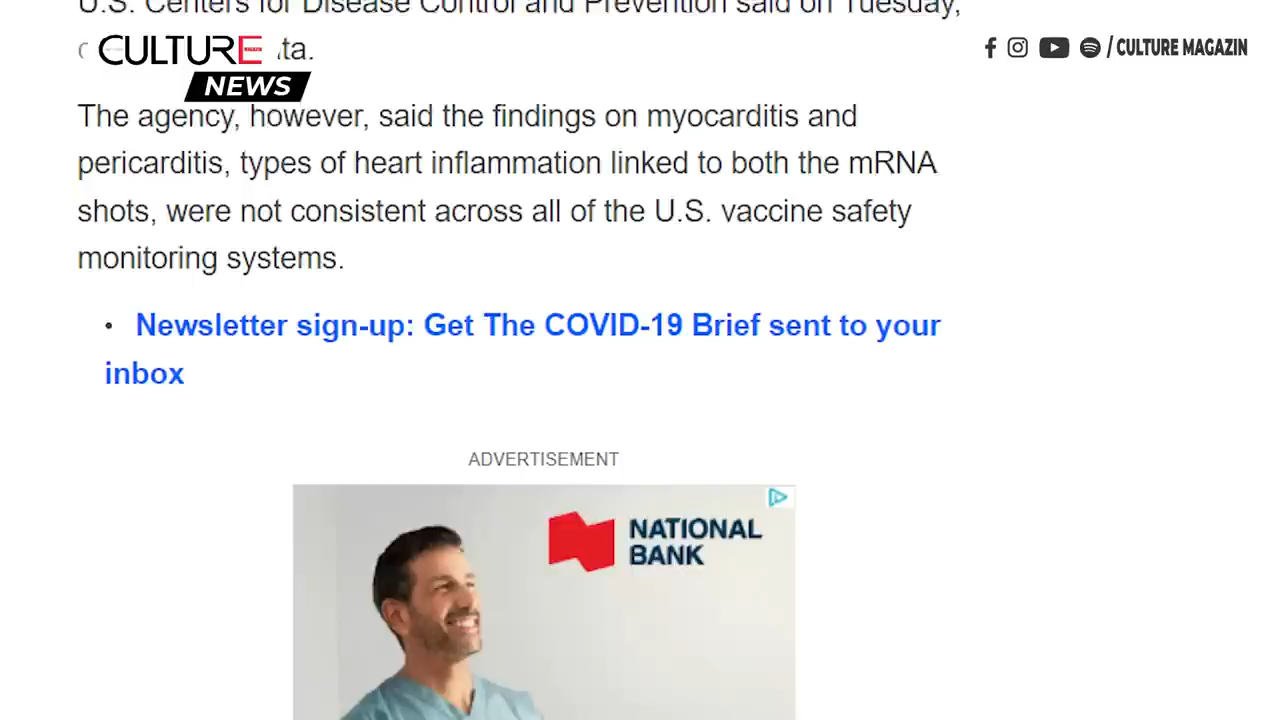 U.S. Centers for Disease Control and Prevention said on Tuesday,
CULTURE
NEWS
/ CULTURE MAGAZIN
The agency, however, said the findings on myocarditis and
pericarditis, types of heart inflammation linked to both the mRNA
shots, were not consistent across all of the U.S. vaccine safety
monitoring systems.
• Newsletter sign-up: Get The COVID-19 Brief sent to your
inbox
ADVERTISEMENT
NATIONAL
BANK